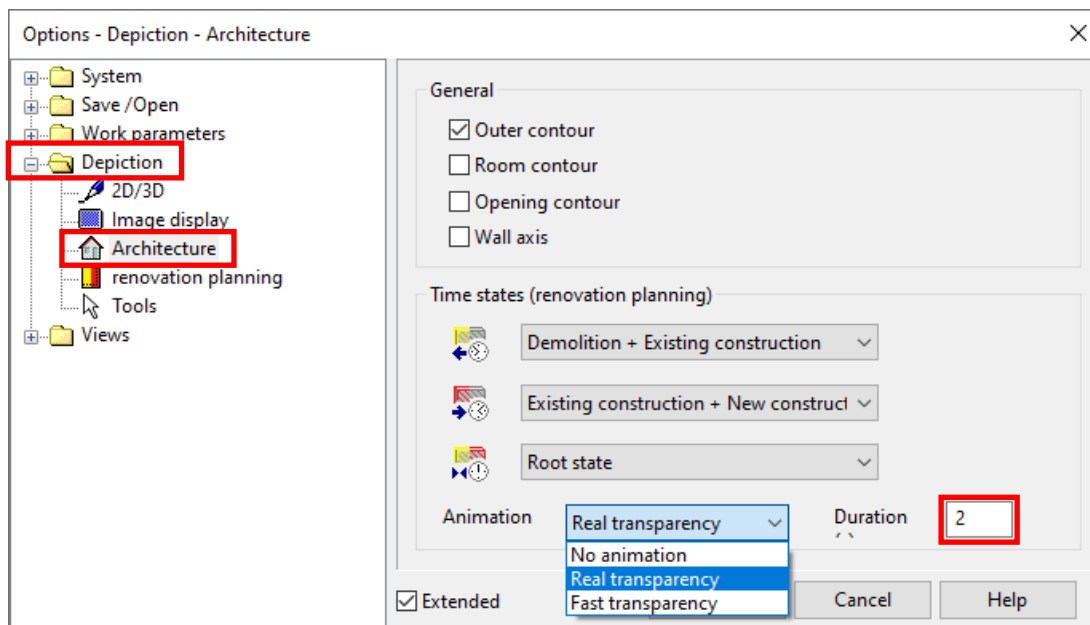 Options - Depiction - Architecture
System
Save /Open
Work parameters
Depiction
2D/3D
Image display
Architecture
renovation planning
Tools
Views
General
Outer contour
Room contour
Opening contour
Wall axis
Time states (renovation planning)
Demolition + Existing construction
Existing construction + New construct
Root state
Animation Real transparency Duration 2
No animation
Real transparency
Fast transparency
Extended Cancel Help